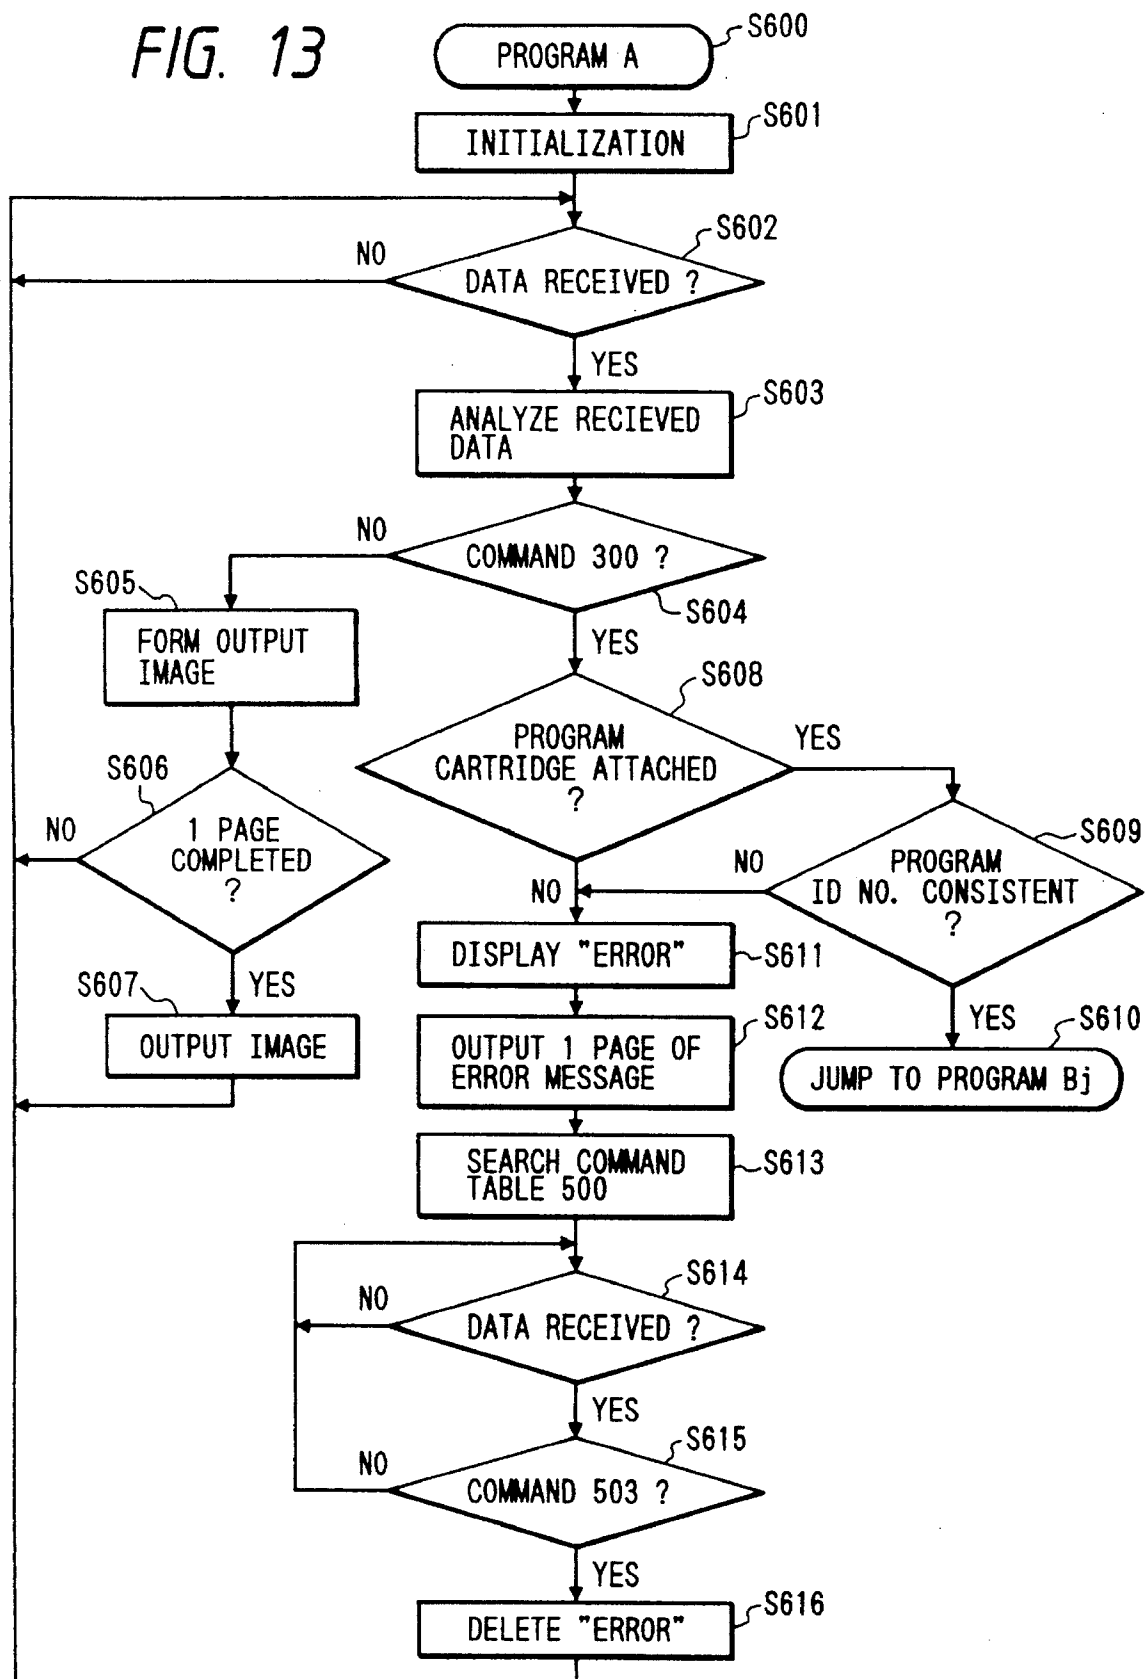 FIG. 13
PROGRAM A
S600
INITIALIZATION
S601
DATA RECEIVED ?
S602
NO
YES
ANALYZE RECIEVED
DATA
S603
COMMAND 300 ?
S604
NO
YES
S605
FORM OUTPUT
IMAGE
S606
1 PAGE
COMPLETED
?
NO
YES
S607
OUTPUT IMAGE
S608
PROGRAM
CARTRIDGE ATTACHED
?
YES
NO
S609
PROGRAM
ID NO. CONSISTENT
?
NO
YES
S610
JUMP TO PROGRAM Bj
DISPLAY "ERROR"
S611
OUTPUT 1 PAGE OF
ERROR MESSAGE
S612
SEARCH COMMAND
TABLE 500
S613
DATA RECEIVED ?
S614
NO
YES
COMMAND 503 ?
S615
NO
YES
DELETE "ERROR"
S616